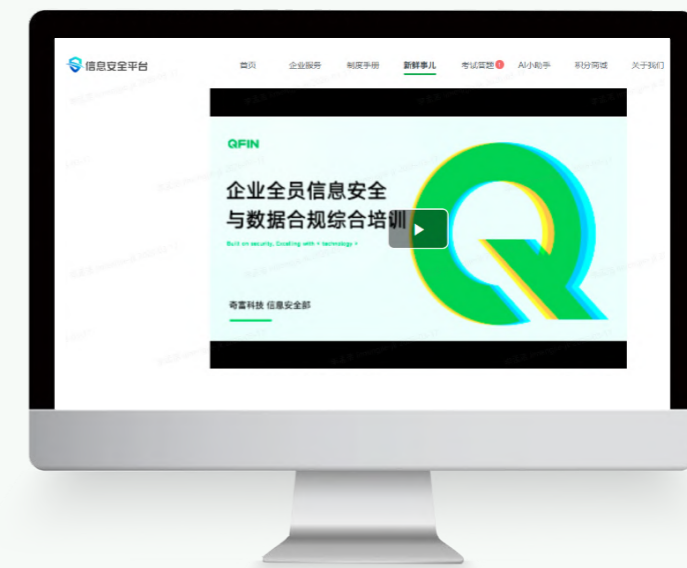 信息安全平台
首页 企业服务 制度手册 新鲜事儿 考试答题 AI小助手 积分商城 关于我们
QFIN
企业全员信息安全
与数据合规综合培训
Built on security, Excelling with + technology +
奇富科技 信息安全部